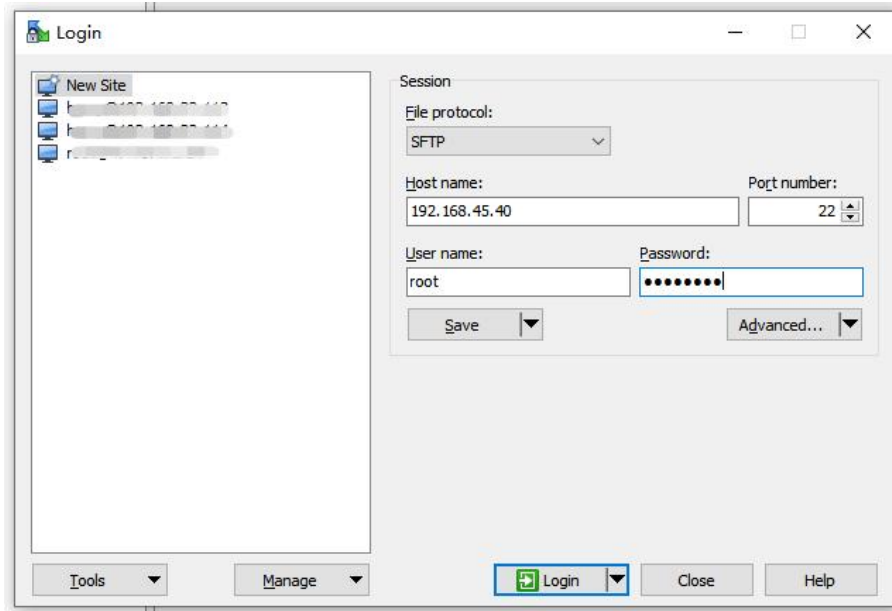 Login
New Site
Session
File protocol:
SFTP
Host name: Port number:
192.168.45.40 22
User name: Password:
root ••••••••
Save Advanced...
Tools Manage Login Close Help